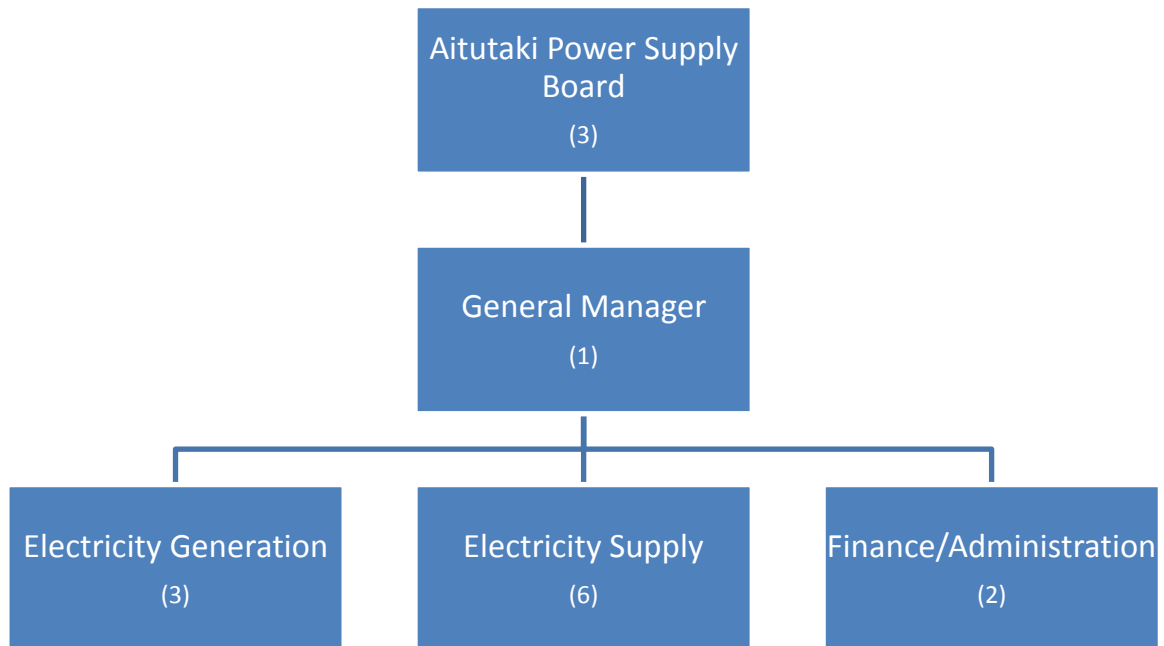 Aitutaki Power Supply
Board
(3)
General Manager
(1)
Electricity Generation
(3)
Electricity Supply
(6)
Finance/Administration
(2)